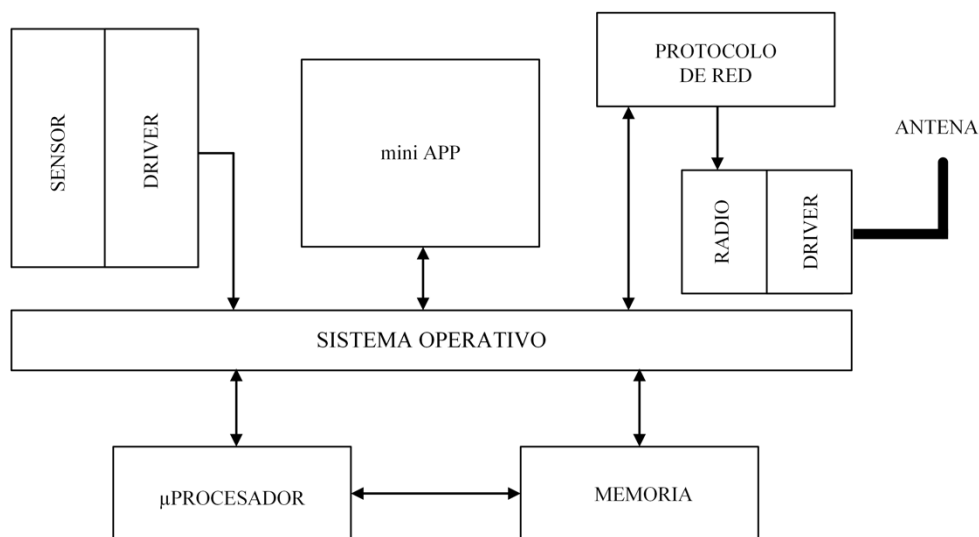 SENSOR
DRIVER
mini APP
PROTOCOLO
DE RED
ANTENA
RADIO
DRIVER
SISTEMA OPERATIVO
µPROCESADOR
MEMORIA